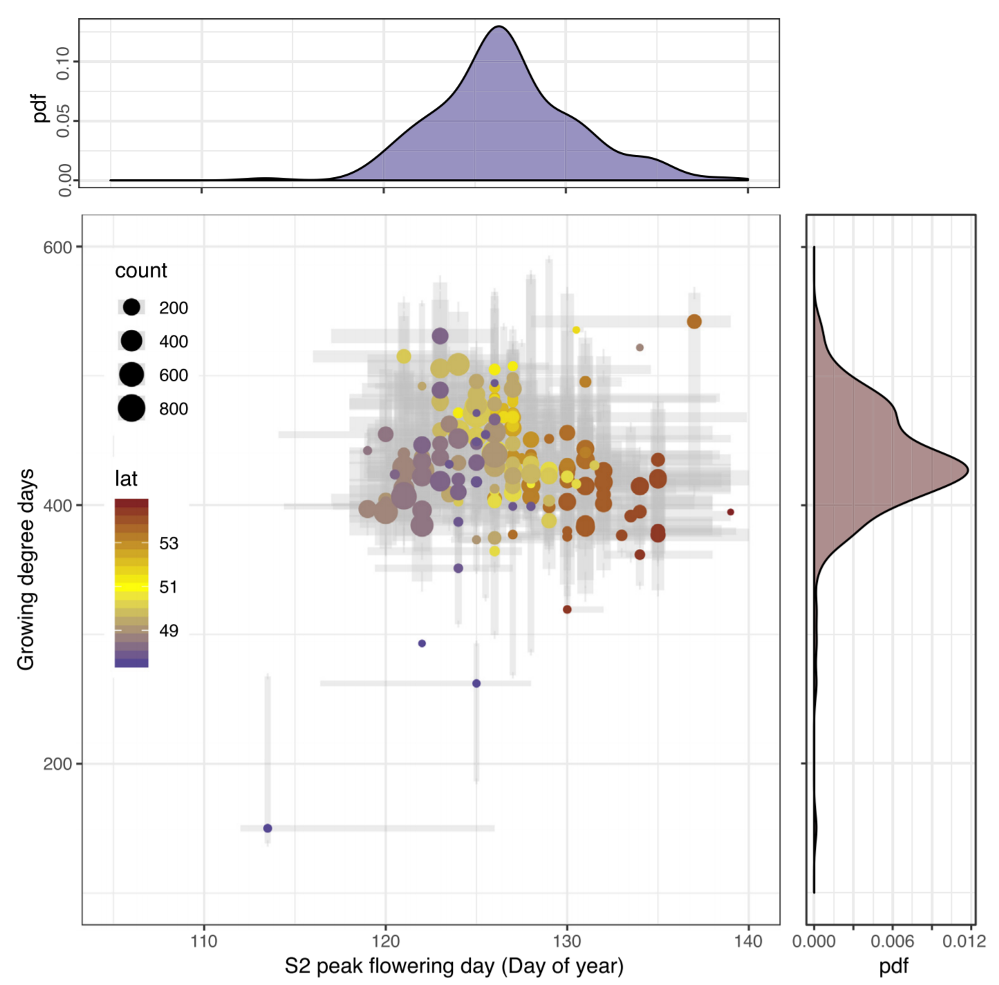 pdf
0.10
0.05
0.00
600
400
200
Growing degree days
count
200
400
600
800
lat
53
51
49
110 120 130 140
S2 peak flowering day (Day of year)
0.000 0.006 0.012
pdf